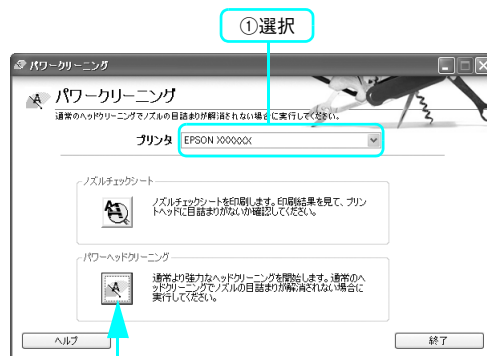 ①選択
パワークリーニング
パワークリーニング
通常のヘッドクリーニングでノズルの目詰まりが解消されない場合に実行してください。
プリンタ EPSON XXXXXX
ノズルチェックシート
ノズルチェックシートを印刷します。印刷結果を見て、プリン
トヘッドに目詰まりがないか確認してください。
パワーヘッドクリーニング
通常より強力なヘッドクリーニングを開始します。通常のヘ
ッドクリーニングでノズルの目詰まりが解消されない場合に
実行してください。
ヘルプ 終了